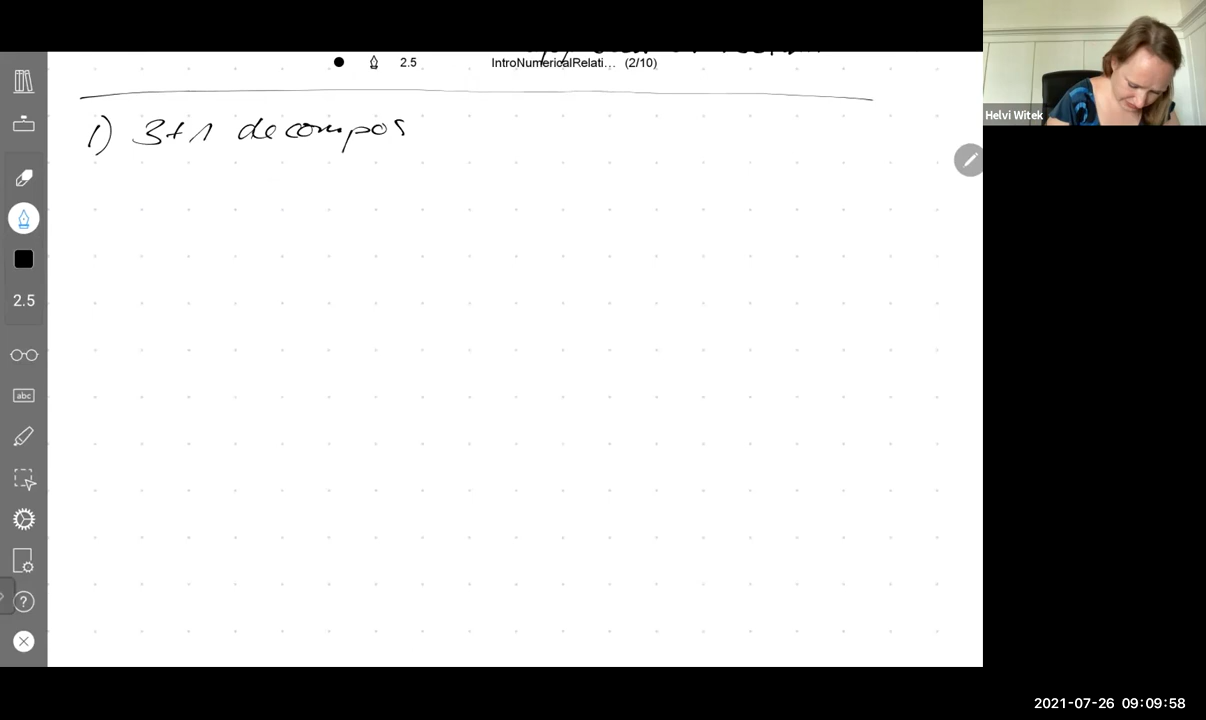 2.5 IntroNumericalRelati... (2/10)
Helvi Witek
1) 3+1 decompos
2.5
abc
?
2021-07-26 09:09:58